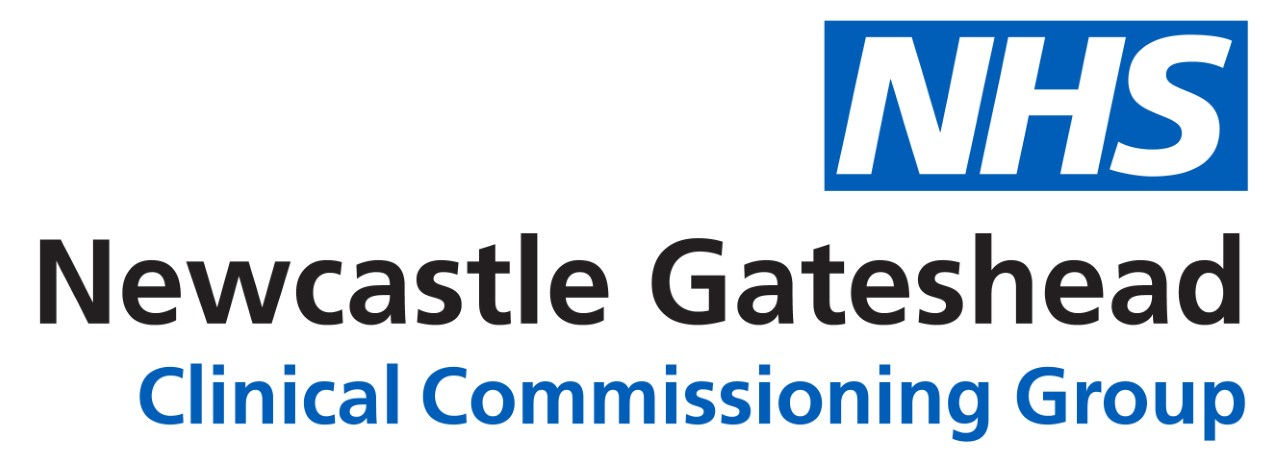 NHS
Newcastle Gateshead
Clinical Commissioning Group